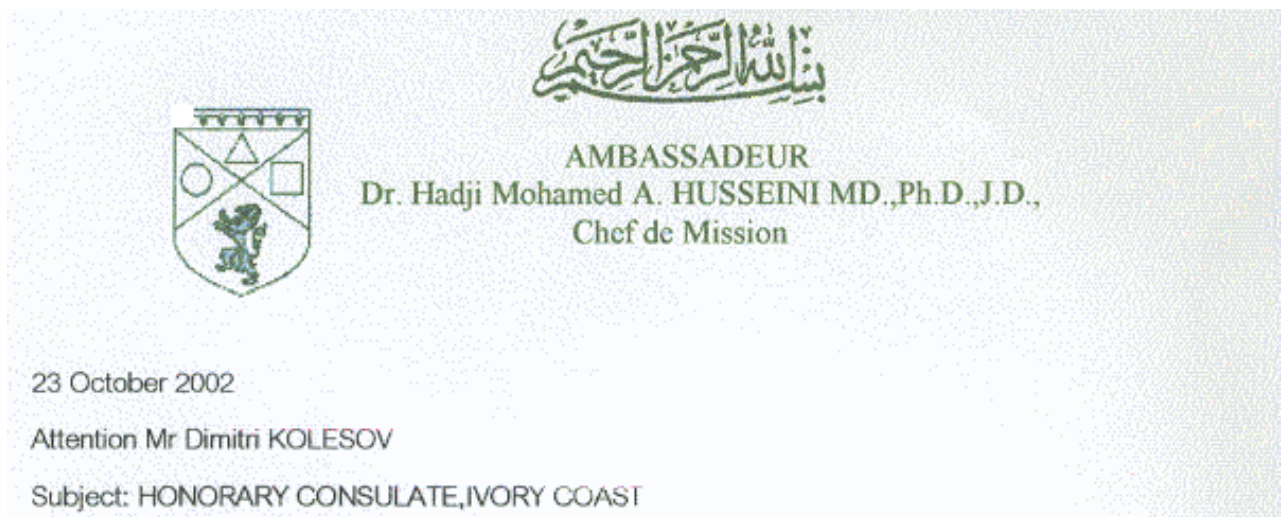 بسم الله الرحمن الرحيم
AMBASSADEUR
Dr. Hadji Mohamed A. HUSSEINI MD.,Ph.D.,J.D.,
Chef de Mission
23 October 2002
Attention Mr Dimitri KOLESOV
Subject: HONORARY CONSULATE,IVORY COAST